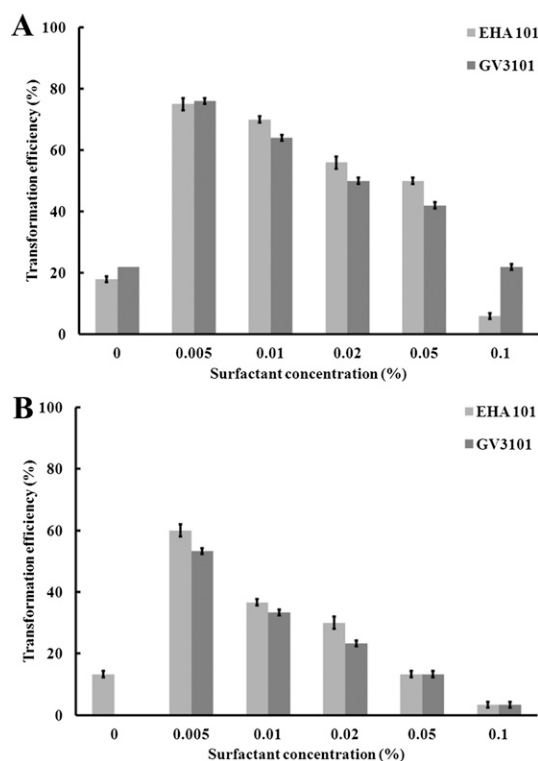 A
EHA 101
GV3101
Transformation efficiency (%)
100
80
60
40
20
0
0 0.005 0.01 0.02 0.05 0.1
Surfactant concentration (%)
B
EHA 101
GV3101
Transformation efficiency (%)
100
80
60
40
20
0
0 0.005 0.01 0.02 0.05 0.1
Surfactant concentration (%)